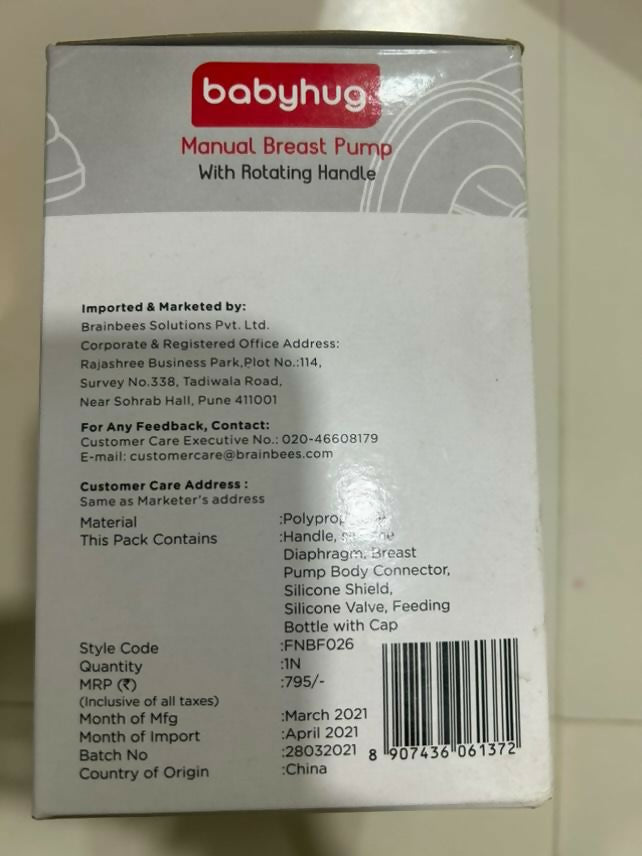 babyhug
Manual Breast Pump
With Rotating Handle
Imported & Marketed by:
Brainbees Solutions Pvt. Ltd.
Corporate & Registered Office Address:
Rajashree Business Park,Plot No.:114,
Survey No.338, Tadiwala Road,
Near Sohrab Hall, Pune 411001
For Any Feedback, Contact:
Customer Care Executive No.: 020-46608179
E-mail: customercare@brainbees.com
Customer Care Address :
Same as Marketer's address
Material
This Pack Contains :Handle,
Diaphragm, Breast
Pump Body Connector,
Silicone Shield,
Silicone Valve, Feeding
Bottle with Cap
Style Code :FNBF026
Quantity :1N
MRP (₹) :795/-
(Inclusive of all taxes)
Month of Mfg :March 2021
Month of Import :April 2021
Batch No :28032021
Country of Origin :China
8 907436 061372